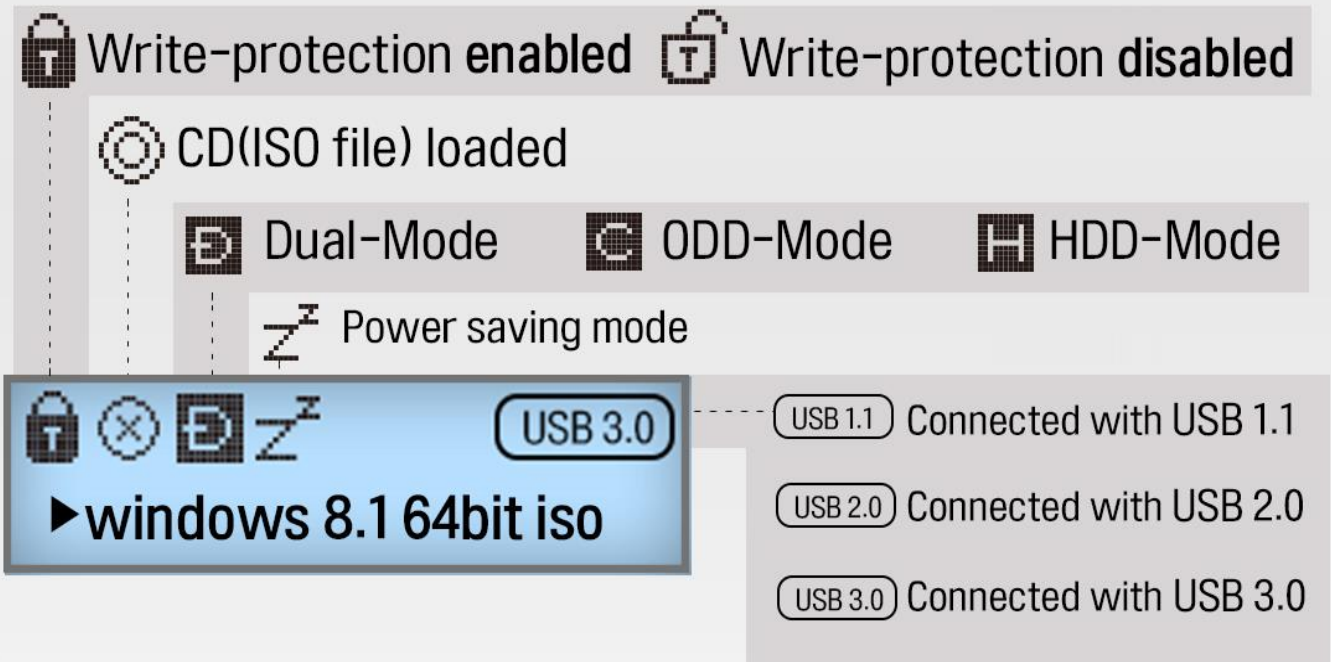 T Write-protection enabled T Write-protection disabled
CD(ISO file) loaded
D Dual-Mode C ODD-Mode H HDD-Mode
Zz Power saving mode
T D Zz USB 3.0
▶windows 8.1 64bit iso
USB 1.1 Connected with USB 1.1
USB 2.0 Connected with USB 2.0
USB 3.0 Connected with USB 3.0